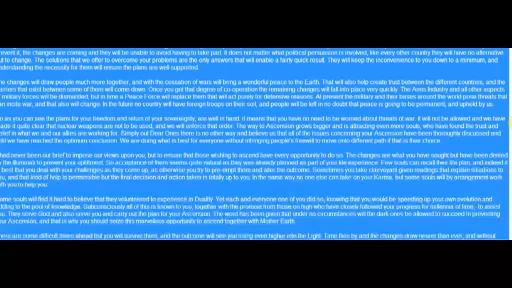 event it, the changes are coming and they will be unable to avoid having to take part. It does not matter what political persuasion is involved, like every other country they will have no alternative
ut to change. The solutions that we offer to overcome your problems are the only answers that will enable a fairly quick result. They will keep the inconvenience to you down to a minimum, and
nderstanding the necessity for them will ensure the plans are well supported.
he changes will draw people much more together, and with the cessation of wars will bring a wonderful peace to the Earth. That will also help create trust between the different countries, and the
arriers that exist between some of them will come down. Once you get that degree of co-operation the remaining changes will fall into place very quickly. The Arms Industry and all other aspects
military forces will be dismantled, but in time a Peace Force will replace them that will act purely for defensive reasons. At present the military and their bases around the world create threats that
an incite war, and that also will change. In the future no country will have foreign troops on their soil, and people will be left in no doubt that peace is going to be permanent, and upheld by us.
o as you can see the plans for your freedom and return of your sovereignty, are well in hand. It means that you have no need to be worried about threats of war. It will not be allowed and we have
ade it quite clear that nuclear weapons are not to be used, and we will enforce that order. The way to Ascension grows bigger and is attracting even more souls, who have found the trust and
elief in what we and our allies are working for. Simply out Dear Ones there is no other way and believe us that all of the issues concerning your Ascension have been thoroughly discussed and
old we have reached the optimum conclusion. We are doing what is best for everyone without infringing people's freewill to move onto different path if that is their choice.
had never been our brief to impose our views upon you, but to ensure that those wishing to ascend have every opportunity to do so. The changes are what you have sought but have been denied
y the Illuminati to prevent your upliftment. So acceptance of them seems quite natural as they was already planned as part of you life experience. Few souls can recall their life plan, and indeed it
best that you deal with your challenges as they come up, as otherwise you try to pre-empt them and alter the outcome. Sometimes you take clairvoyant given readings that explain situations to
u, and that kind of help is permissible but the final decision and action taken is totally up to you. In the same way no one else can take on your Karma, but some souls will by arrangement work
ith you to help you.
ome souls will find it hard to believe that they volunteered to experience in Duality. Yet each and everyone one of you did so, knowing that you would be speeding up your own evolution and
dding to the pool of knowledge. Subconsciously all of this is known to you, together with the promise from those on high who have closely followed your progress for millennia of time, to assist
ou. They serve God and also serve you and carry out the plan for your Ascension. The word has been given that under no circumstances will the dark ones be allowed to succeed in preventing
our Ascension, and that is why you should seize this marvellous opportunity to ascend together with Mother Earth.
here are some difficult times ahead but you will survive them, and the outcome will see you rising even higher into the Light. Time flies by and the changes draw nearer than ever, and without